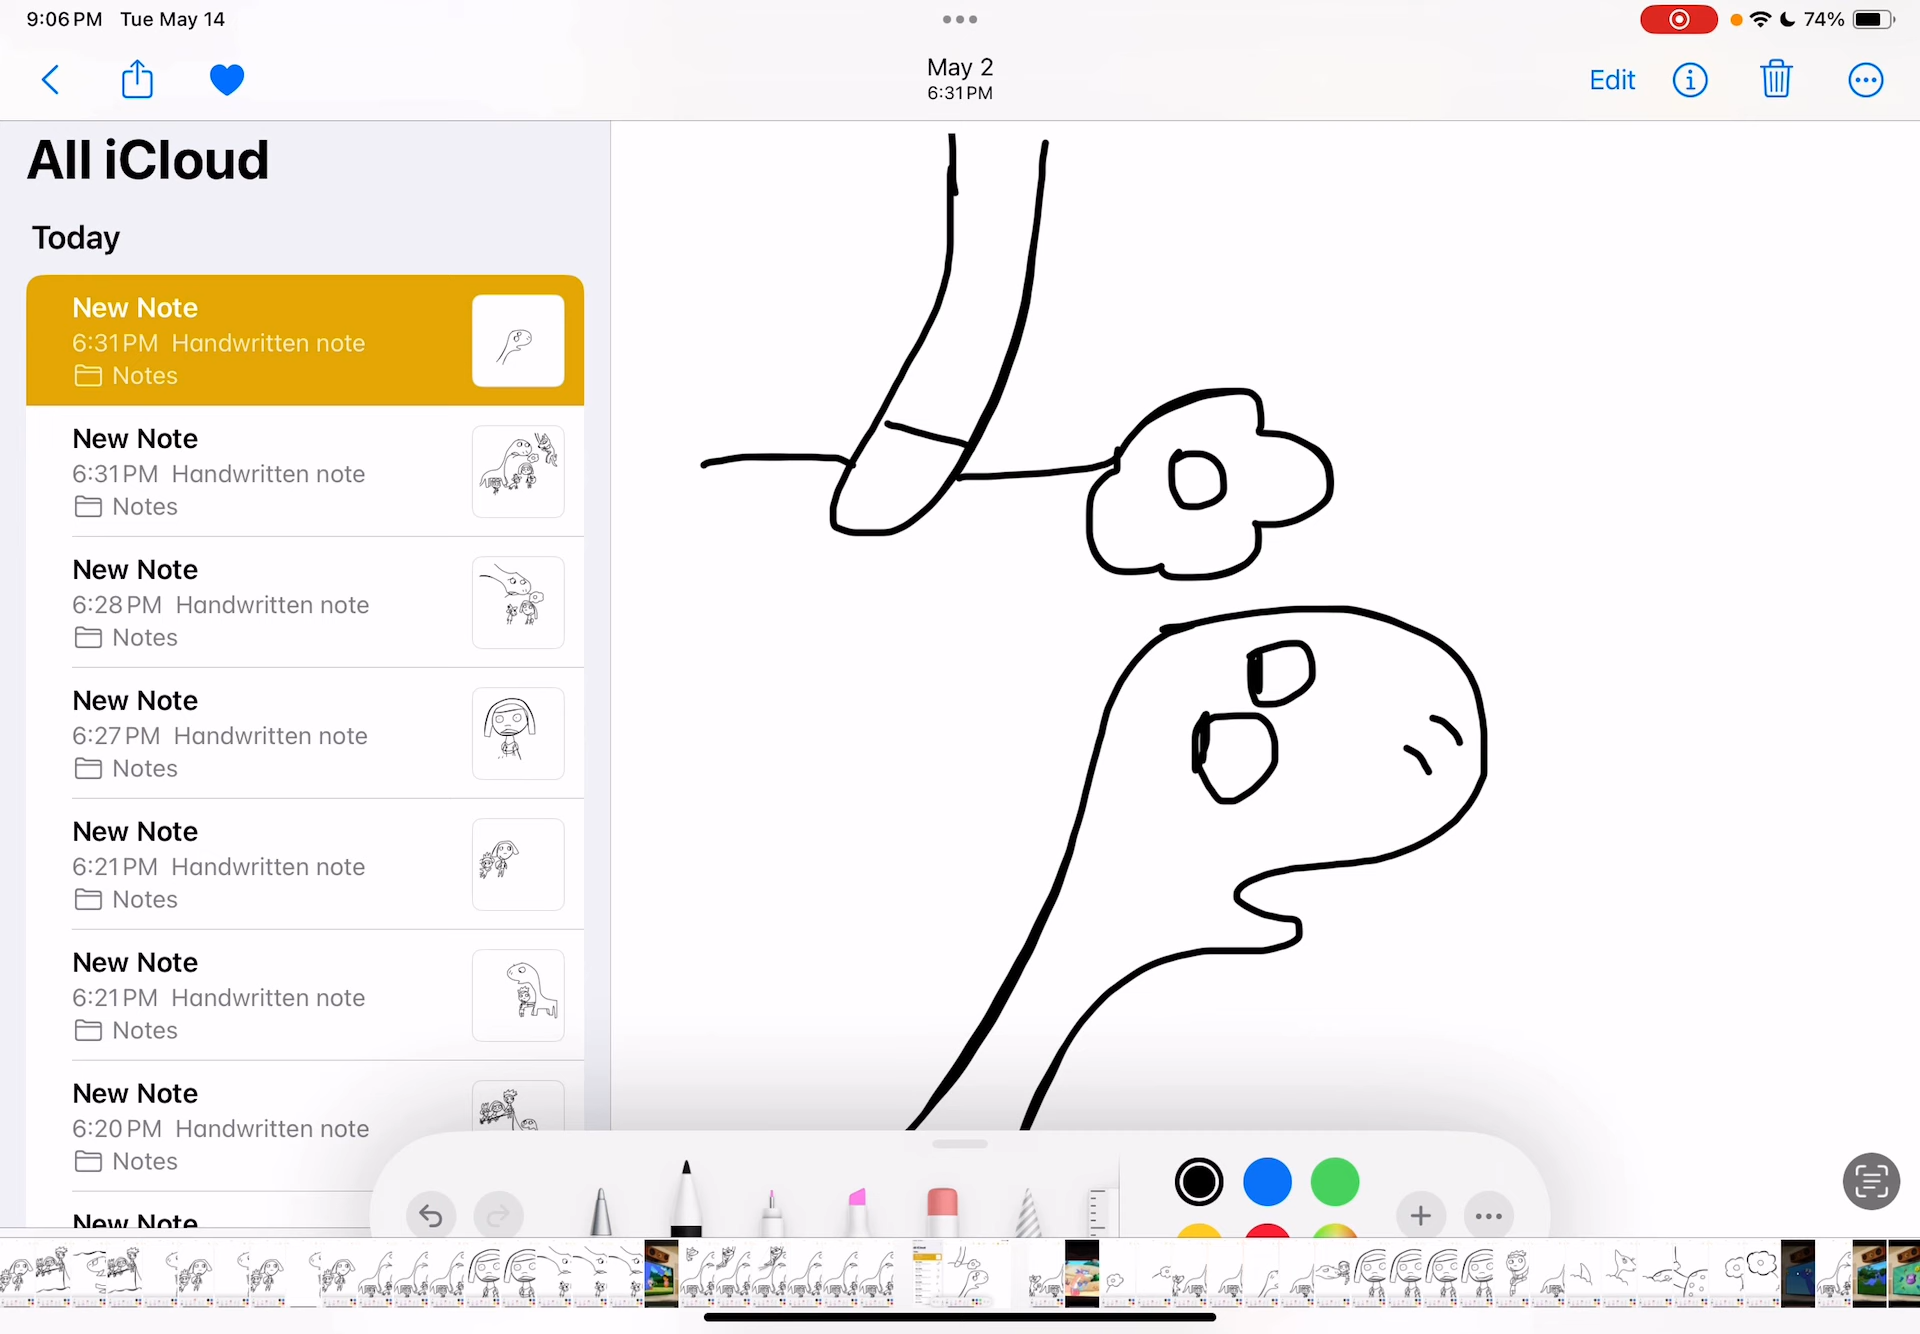 9:06 PM Tue May 14
74%
May 2
6:31 PM
Edit
All iCloud
Today
New Note
6:31 PM Handwritten note
Notes
New Note
6:31 PM Handwritten note
Notes
New Note
6:28 PM Handwritten note
Notes
New Note
6:27 PM Handwritten note
Notes
New Note
6:21 PM Handwritten note
Notes
New Note
6:21 PM Handwritten note
Notes
New Note
6:20 PM Handwritten note
Notes
New Note